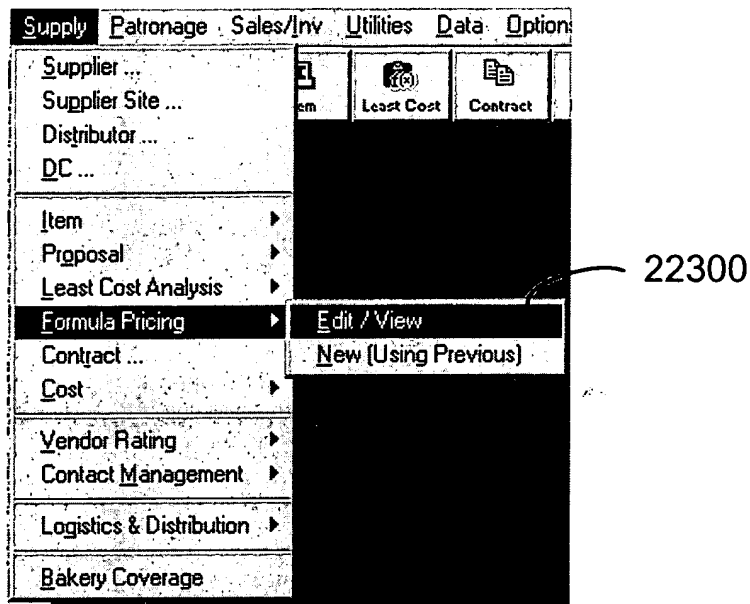 Supply Patronage Sales/Inv Utilities Data Option
Supplier ...
Supplier Site ...
Distributor ...
DC ...
Least Cost Contract
Item
Proposal
Least Cost Analysis
22300
Formula Pricing Edit / View
Contract ... New (Using Previous)
Cost
Vendor Rating
Contact Management
Logistics & Distribution
Bakery Coverage